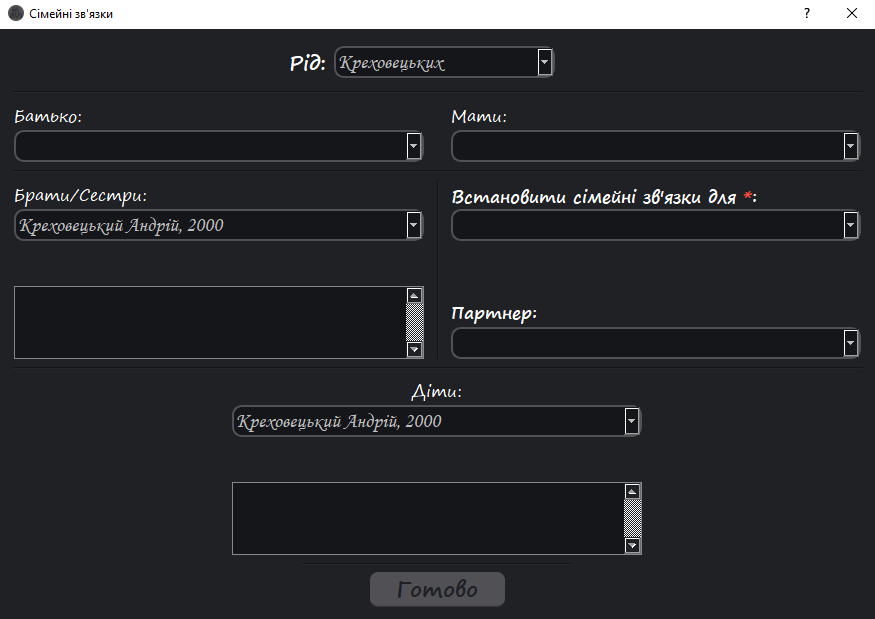 Сімейні зв'язки
Рід: Креховецьких
Батько:
Мати:
Брати/Сестри:
Креховецький Андрій, 2000
Встановити сімейні зв'язки для *:
Партнер:
Діти:
Креховецький Андрій, 2000
Готово